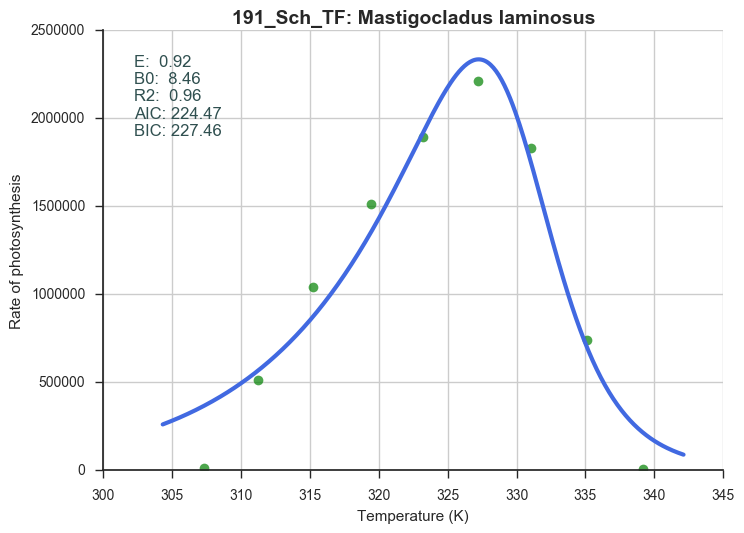 191_Sch_TF: Mastigocladus laminosus
E: 0.92
B0: 8.46
R2: 0.96
AIC: 224.47
BIC: 227.46
Rate of photosynthesis
2500000
2000000
1500000
1000000
500000
0
300 305 310 315 320 325 330 335 340 345
Temperature (K)